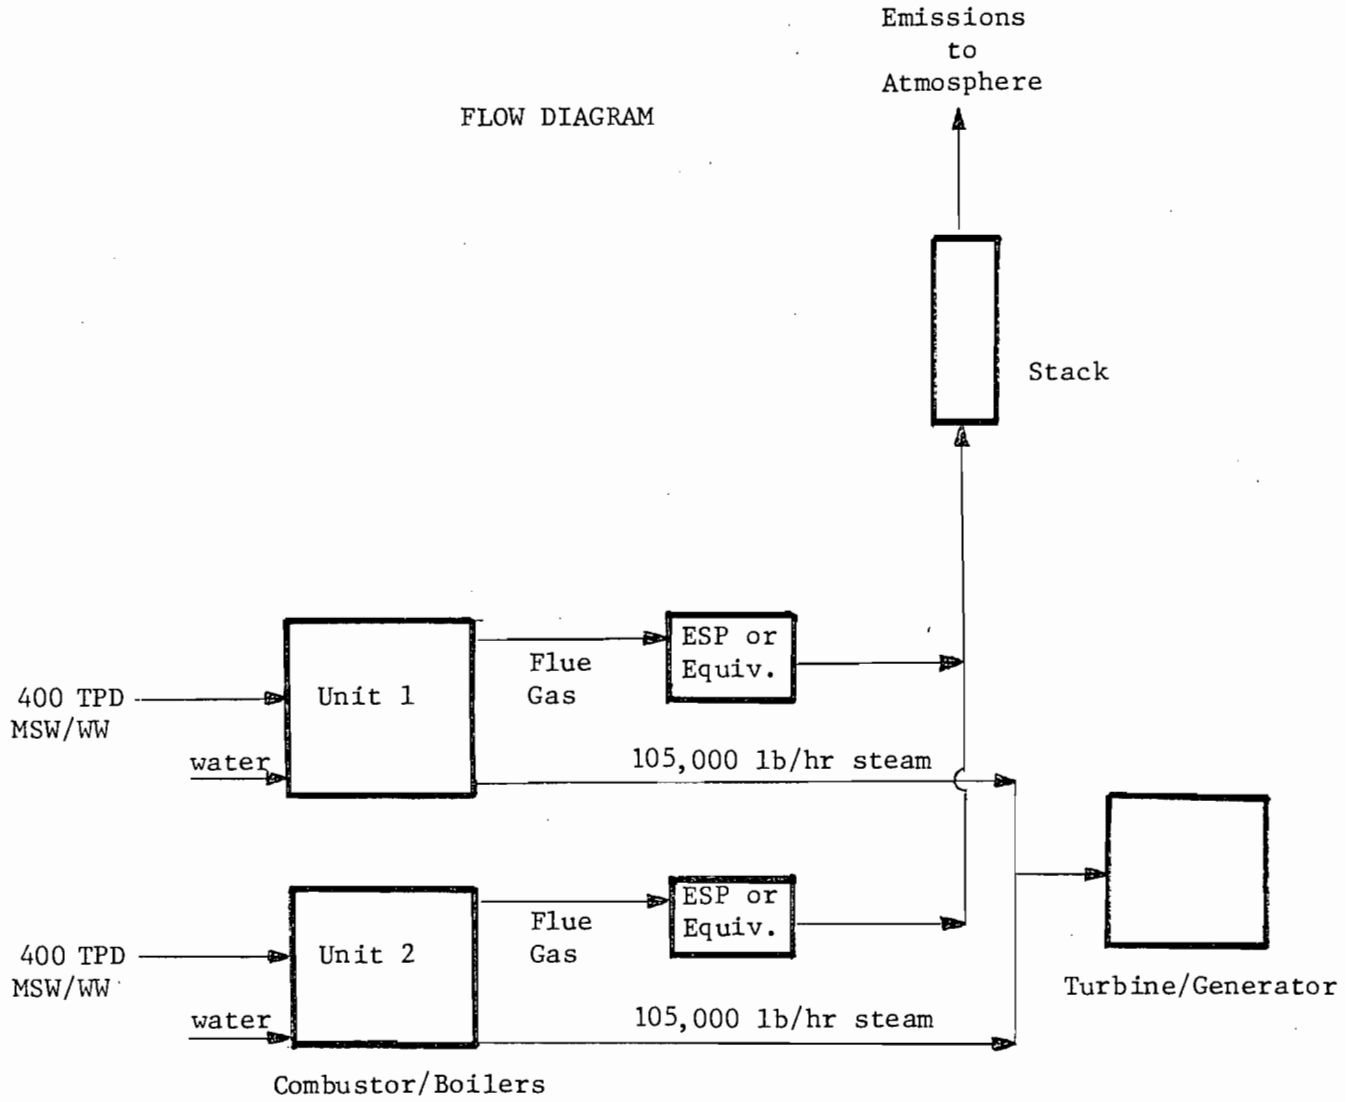 Emissions
to
Atmosphere
FLOW DIAGRAM
Stack
ESP or
Equiv.
Flue
Gas
Unit 1
400 TPD
MSW/WW
water
105,000 lb/hr steam
ESP or
Equiv.
Flue
Gas
Unit 2
400 TPD
MSW/WW
water
105,000 lb/hr steam
Turbine/Generator
Combustor/Boilers